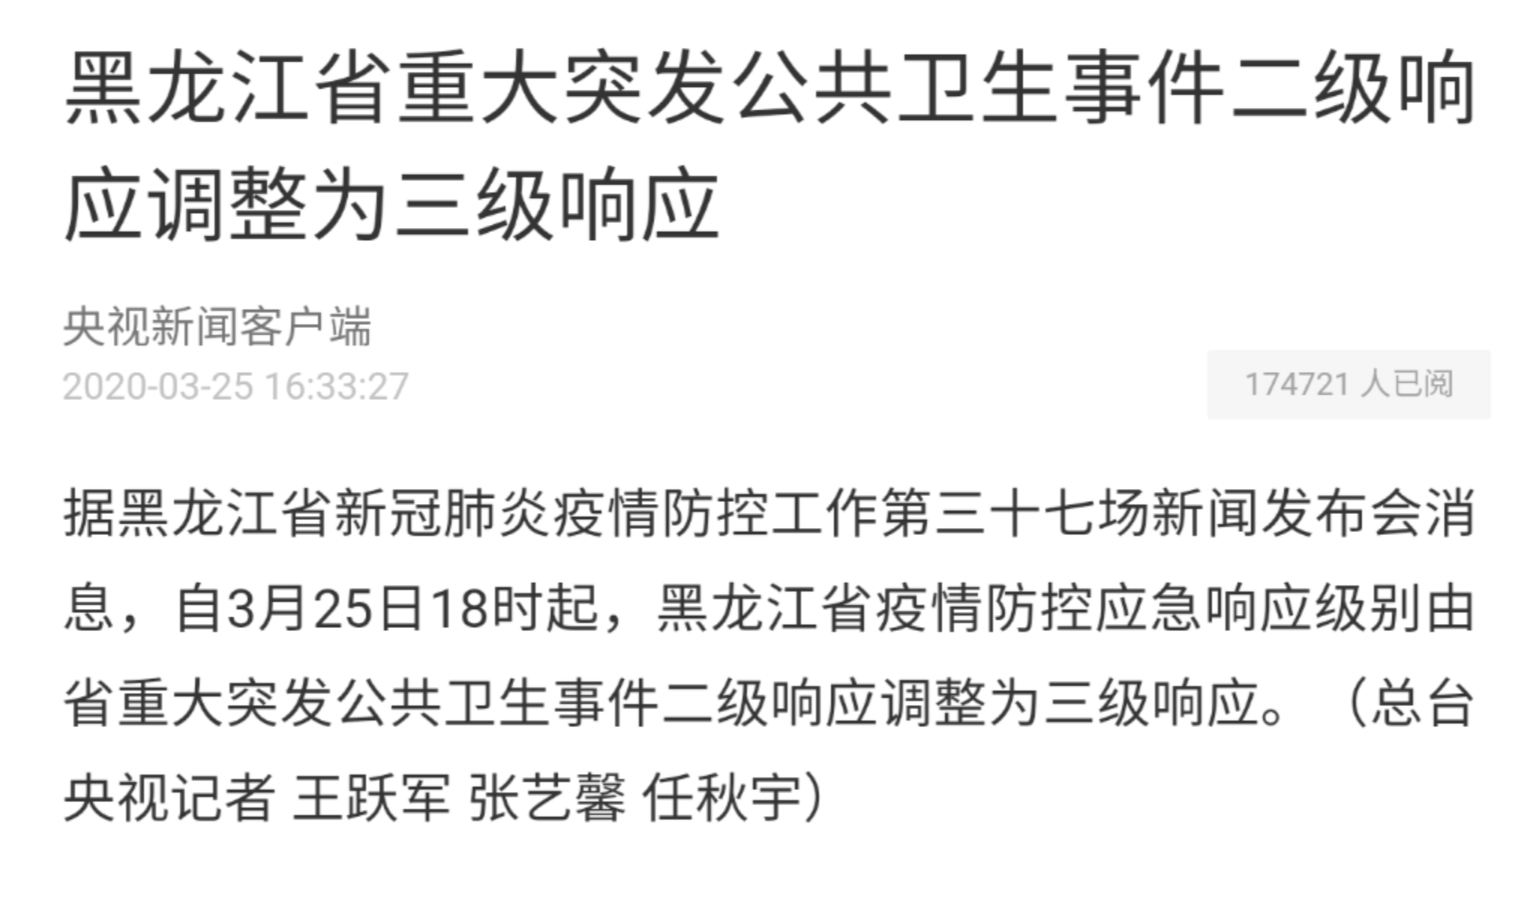 黑龙江省重大突发公共卫生事件二级响
应调整为三级响应
央视新闻客户端
2020-03-25 16:33:27
174721 人已阅
据黑龙江省新冠肺炎疫情防控工作第三十七场新闻发布会消
息，自3月25日18时起，黑龙江省疫情防控应急响应级别由
省重大突发公共卫生事件二级响应调整为三级响应。（总台
央视记者 王跃军 张艺馨 任秋宇）